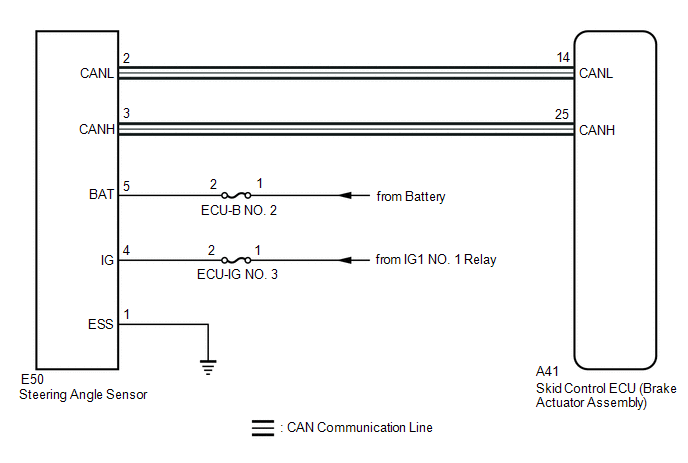 2
14
CANL
CANL
3
25
CANH
CANH
BAT
5
2
1
from Battery
ECU-B NO. 2
IG
4
2
1
from IG1 NO. 1 Relay
ECU-IG NO. 3
ESS
1
E50
Steering Angle Sensor
A41
Skid Control ECU (Brake
Actuator Assembly)
: CAN Communication Line